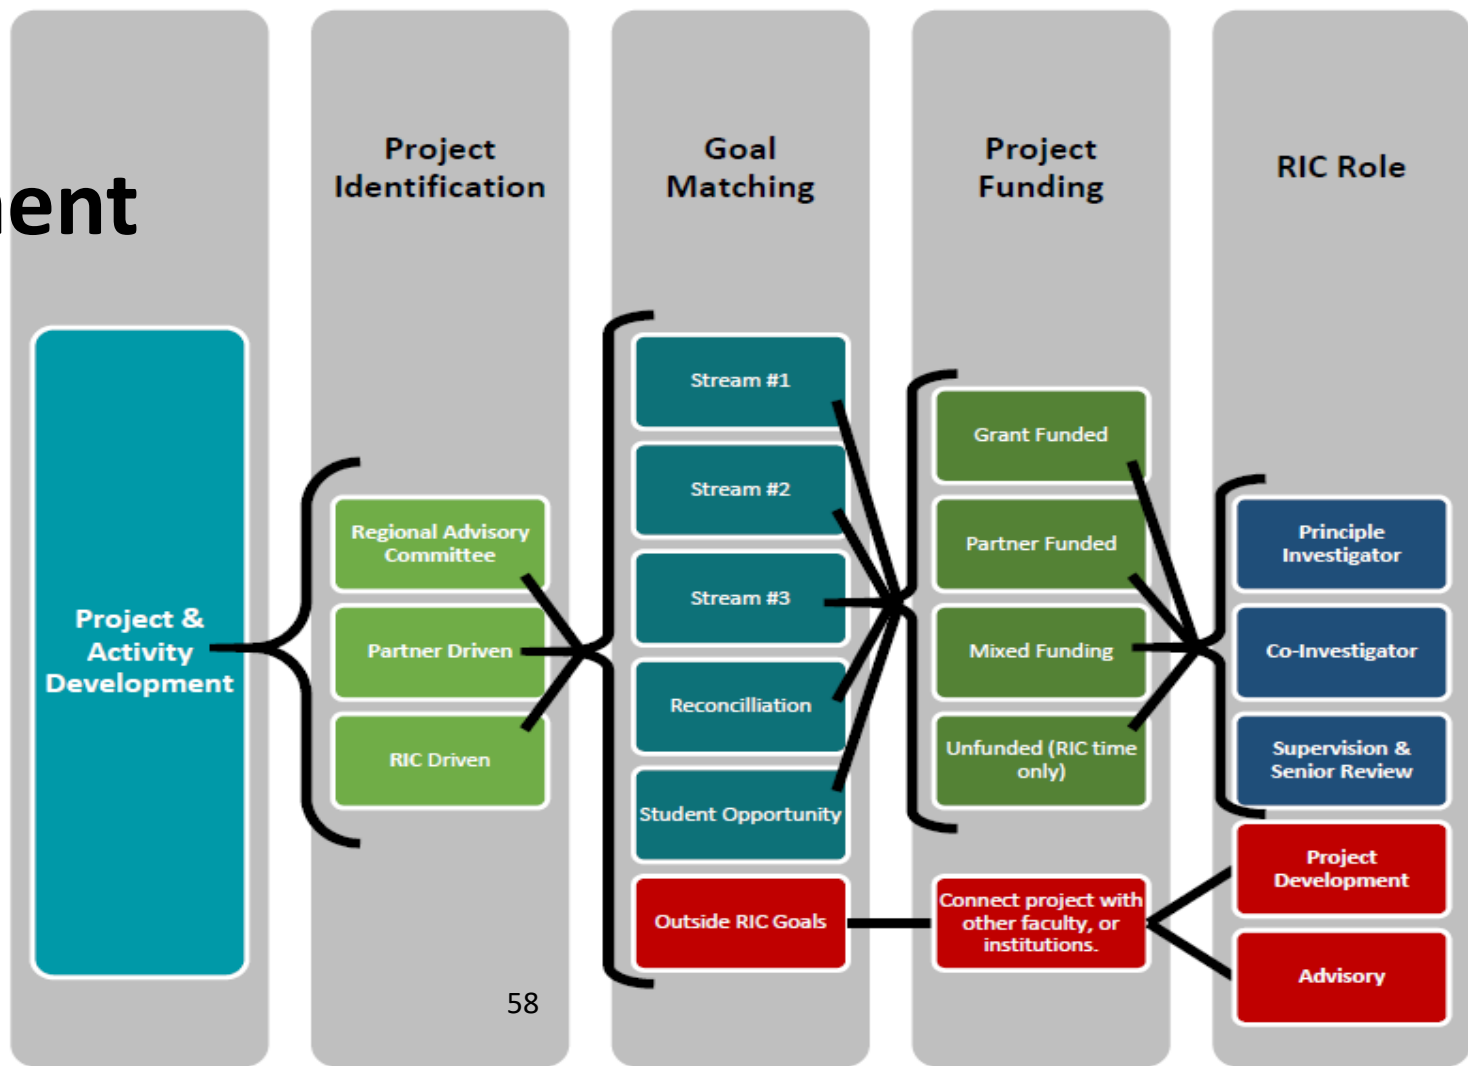 ment
Project
Identification
Goal
Matching
Project
Funding
RIC Role
Project &
Activity
Development
Regional Advisory
Committee
Partner Driven
RIC Driven
Stream #1
Stream #2
Stream #3
Reconcilliation
Student Opportunity
Outside RIC Goals
Grant Funded
Partner Funded
Mixed Funding
Unfunded (RIC time
only)
Connect project with
other faculty, or
institutions.
Principle
Investigator
Co-Investigator
Supervision &
Senior Review
Project
Development
Advisory
58